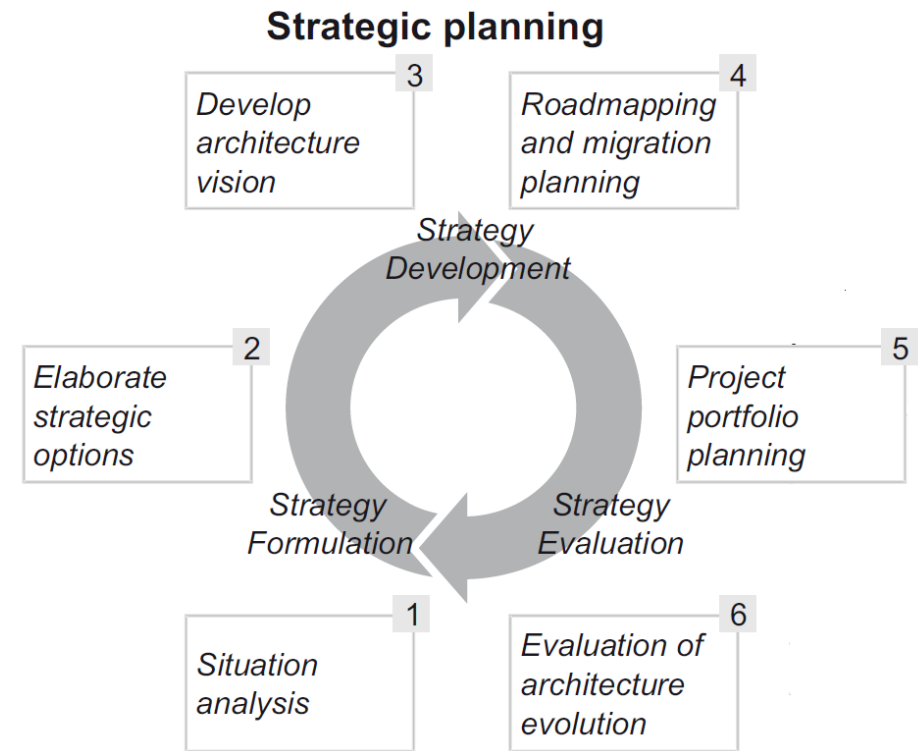 Strategic planning
3
Develop
architecture
vision
4
Roadmapping
and migration
planning
Strategy
Development
2
Elaborate
strategic
options
5
Project
portfolio
planning
Strategy
Formulation
Strategy
Evaluation
1
Situation
analysis
6
Evaluation of
architecture
evolution